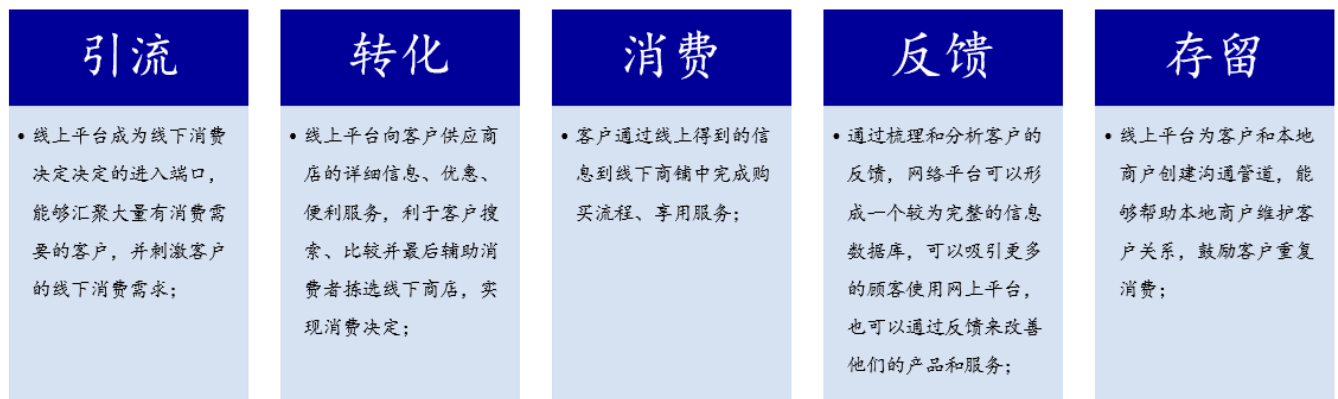 引流
• 线上平台成为线下消费
决定决定的进入端口，
能够汇聚大量有消费需
要的客户，并刺激客户
的线下消费需求；
转化
• 线上平台向客户供应商
店的详细信息、优惠、
便利服务，利于客户搜
索、比较并最后辅助消
费者拣选线下商店，实
现消费决定；
消费
• 客户通过线上得到的信
息到线下商铺中完成购
买流程、享用服务；
反馈
• 通过梳理和分析客户的
反馈，网络平台可以形
成一个较为完整的信息
数据库，可以吸引更多
的顾客使用网上平台，
也可以通过反馈来改善
他们的产品和服务；
存留
• 线上平台为客户和本地
商户创建沟通管道，能
够帮助本地商户维护客
户关系，鼓励客户重复
消费；